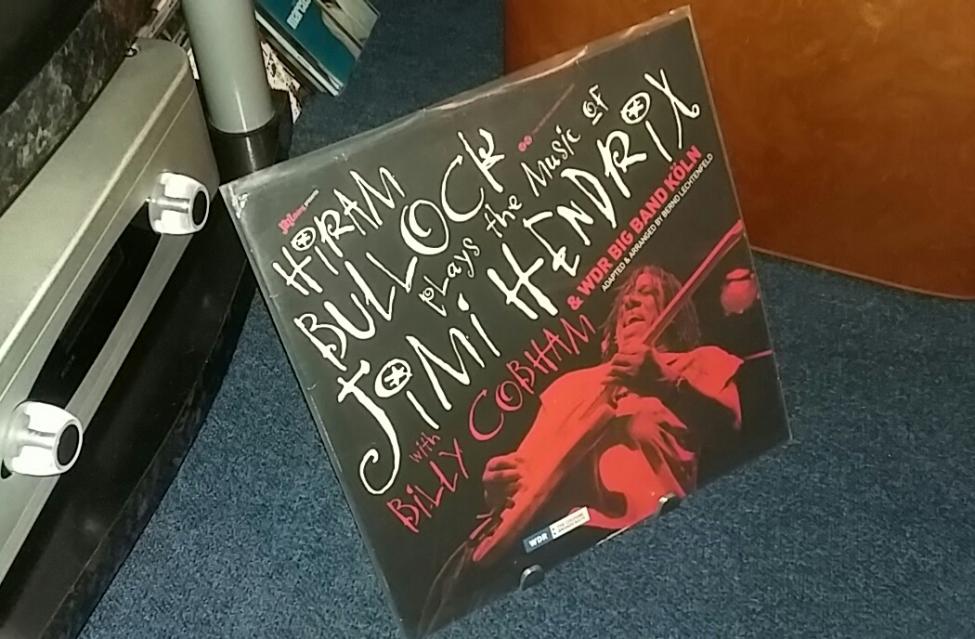 HIRAM
BULLOCK
plays the Music OF
JiMi HENDRiX
with
BiLLY COBHAM
& WDR BIG BAND KÖLN
ADAPTED & ARRANGED BY BERND LECHTENFELD
WDR